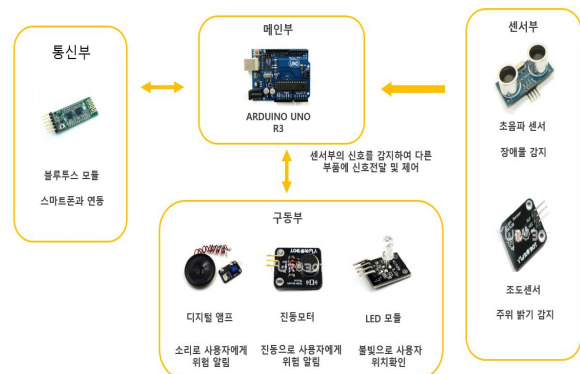 통신부
블루투스 모듈
스마트폰과 연동
메인부
UNO
ARDUINO UNO
R3
센서부의 신호를 감지하여 다른
부품에 신호전달 및 제어
센서부
초음파 센서
장애물 감지
조도센서
주위 밝기 감지
구동부
디지털 앰프
소리로 사용자에게
위험 알림
진동모터
진동으로 사용자에게
위험 알림
LED 모듈
불빛으로 사용자
위치확인